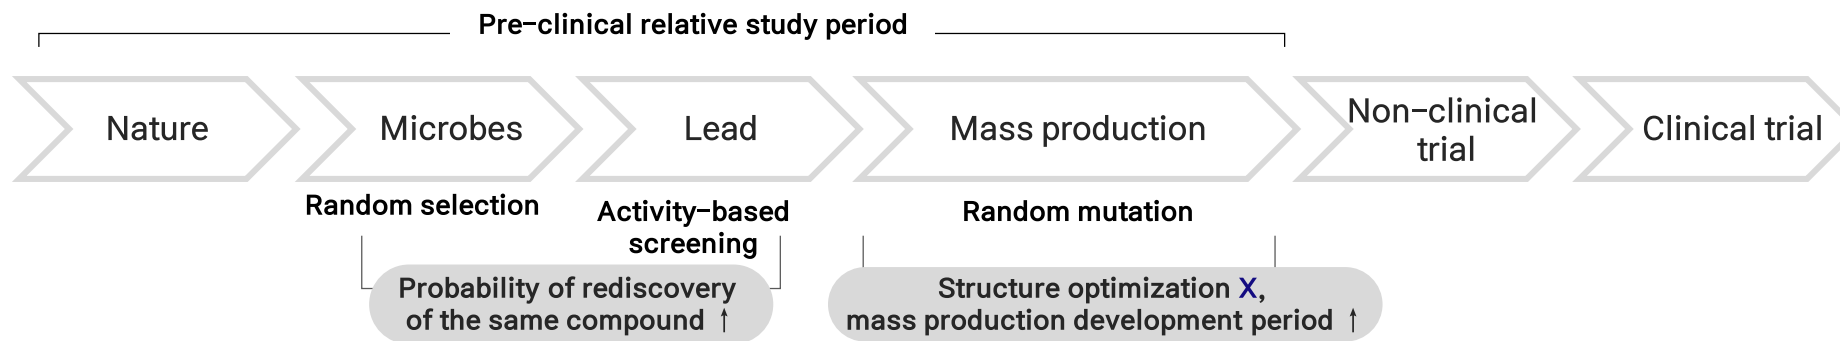 Pre-clinical relative study period
Nature
Microbes
Lead
Mass production
Non-clinical
trial
Clinical trial
Random selection
Activity-based
screening
Random mutation
Probability of rediscovery
of the same compound ↑
Structure optimization X,
mass production development period ↑